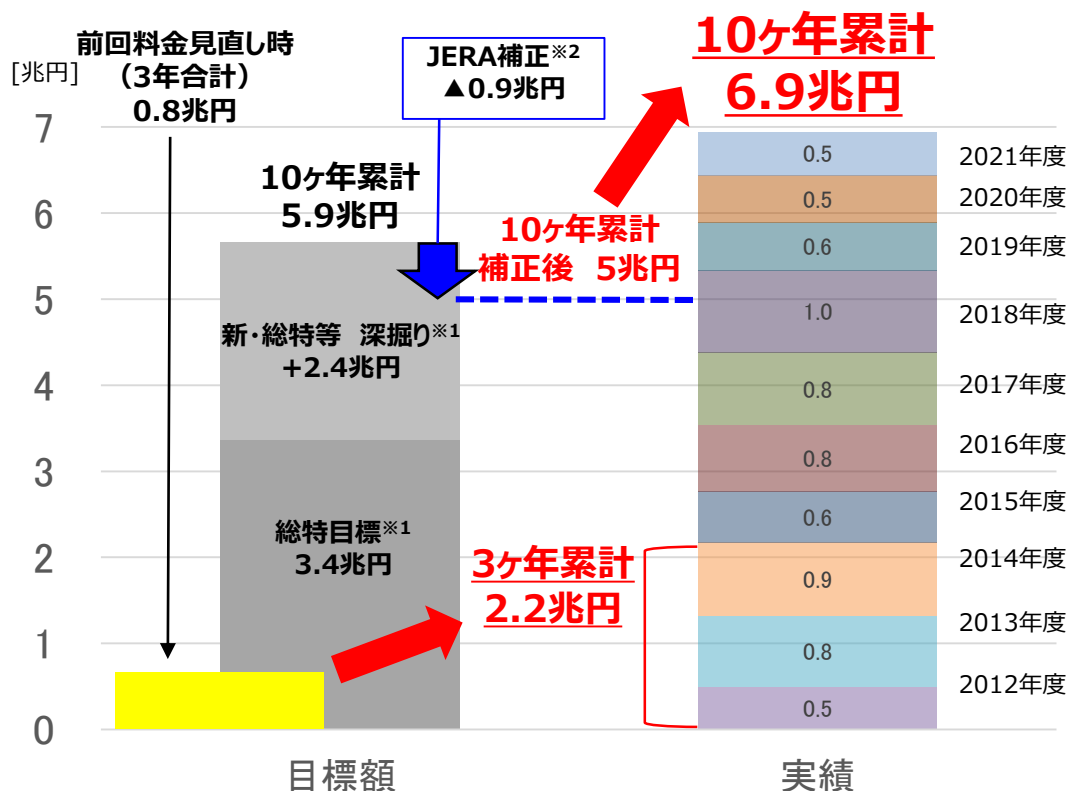 前回料金見直し時
（3年合計）
0.8兆円
[兆円]
JERA補正※2
▲0.9兆円
10ヶ年累計
6.9兆円
10ヶ年累計
5.9兆円
10ヶ年累計
補正後 5兆円
新・総特等 深掘り※1
+2.4兆円
総特目標※1
3.4兆円
3ヶ年累計
2.2兆円
7
6
5
4
3
2
1
0
0.5
2021年度
0.5
2020年度
0.6
2019年度
1.0
2018年度
0.8
2017年度
0.8
2016年度
0.6
2015年度
0.9
2014年度
0.8
2013年度
0.5
2012年度
目標額
実績